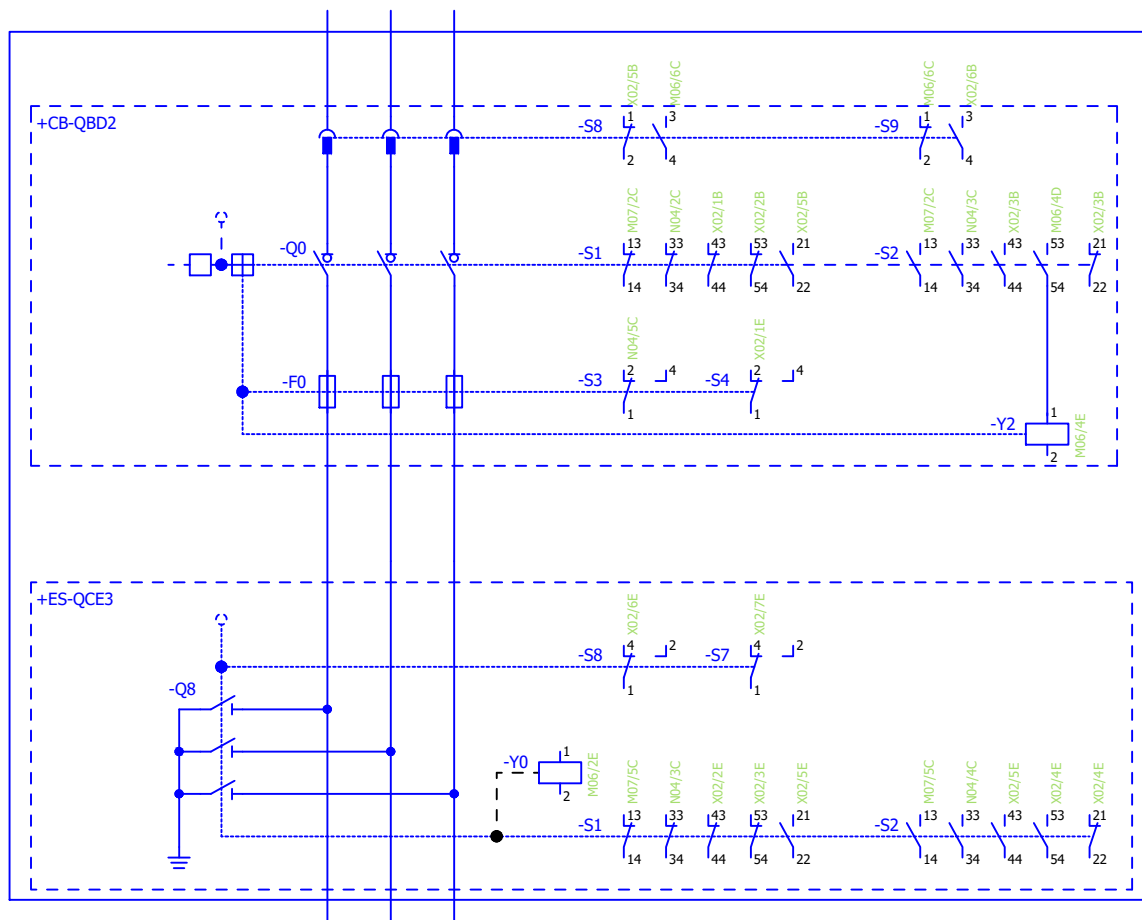 X02/5B M06/6C M06/6C X02/6B
+CB-QBD2
-S8 1 3 -S9 1 3
2 4 2 4
M07/2C N04/2C X02/1B X02/2B X02/5B M07/2C N04/3C X02/3B M06/4D X02/3B
-Q0 -S1 13 33 43 53 21 -S2 13 33 43 53 21
14 34 44 54 22 14 34 44 54 22
N04/5C X02/1E
-F0 -S3 2 4 -S4 2 4
1 1
-Y2 1 M06/4E
2
+ES-QCE3
X02/6E X02/7E
-S8 4 2 -S7 4 2
1 1
-Q8
-Y0 1 M06/2E
2
M07/5C N04/3C X02/2E X02/3E X02/5E M07/5C N04/4C X02/5E X02/4E X02/4E
-S1 13 33 43 53 21 -S2 13 33 43 53 21
14 34 44 54 22 14 34 44 54 22